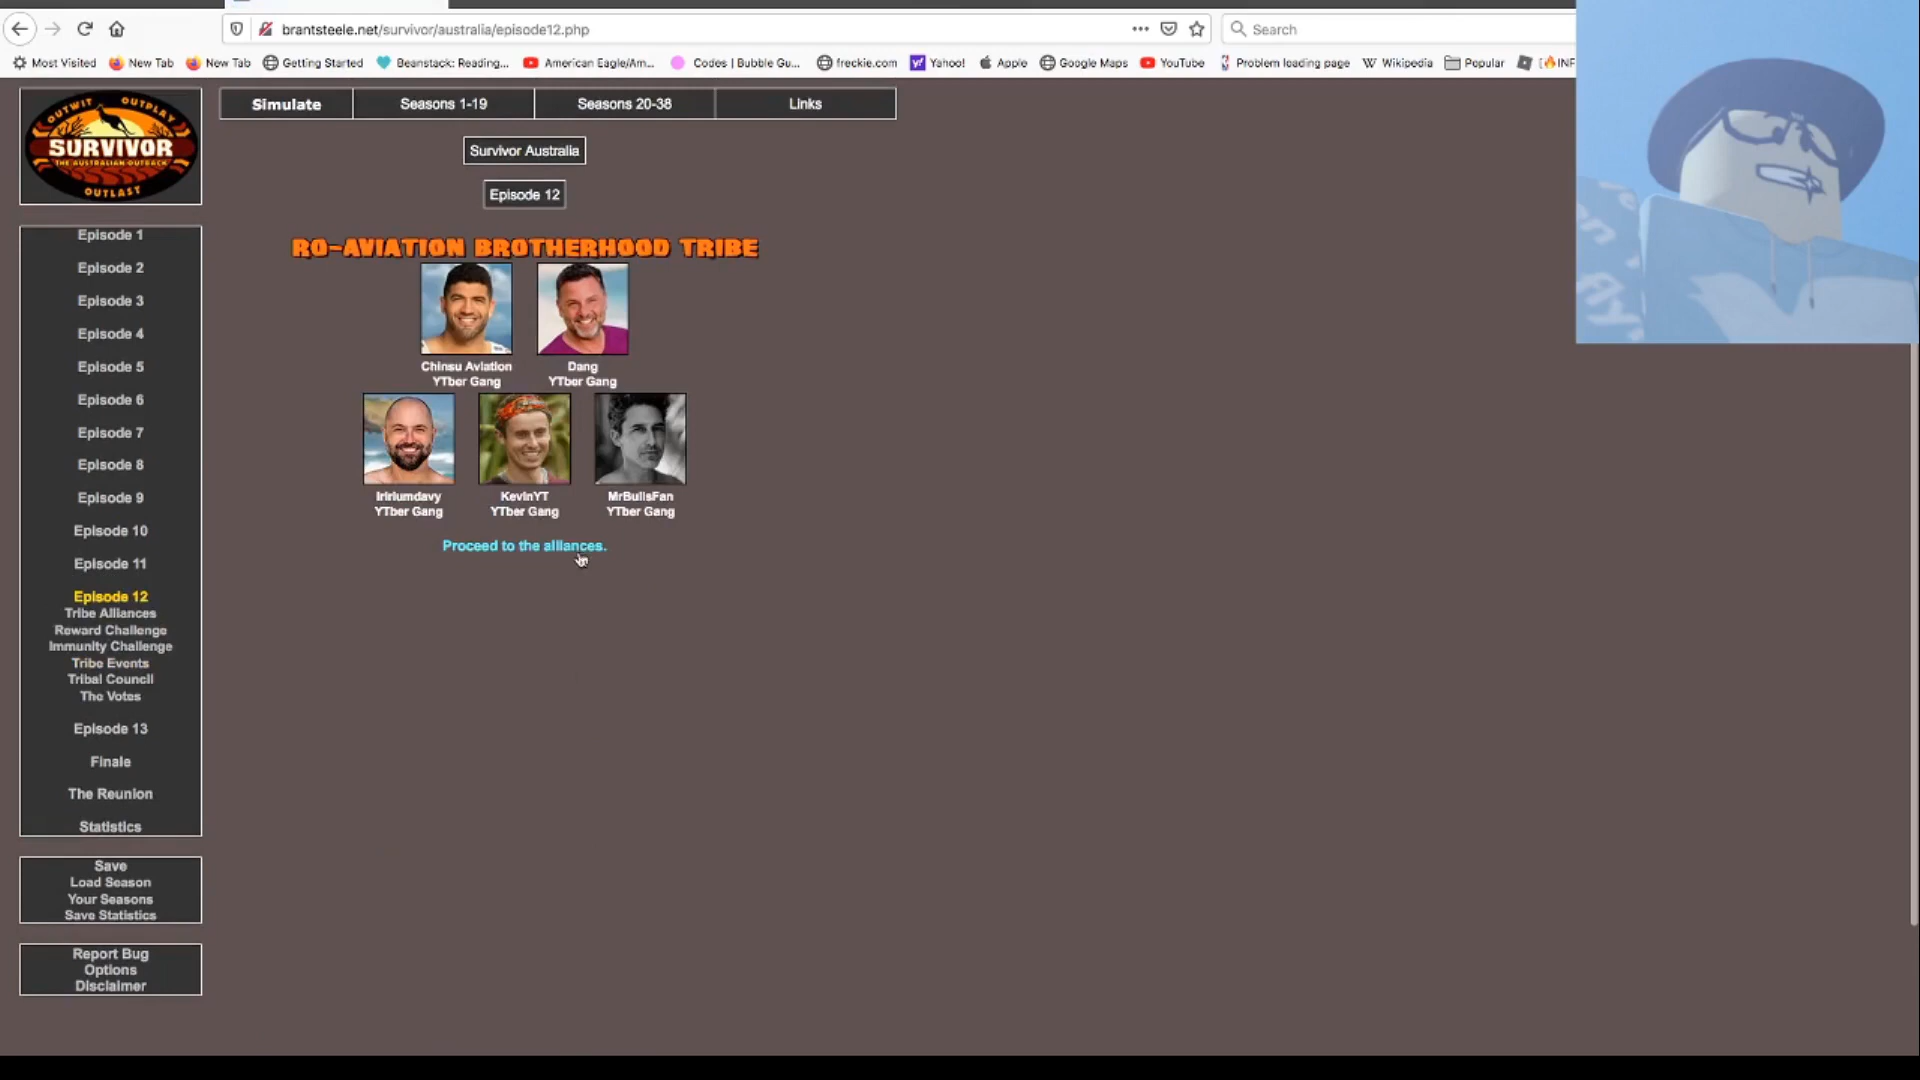 brantsteele.net/survivor/australia/episode12.php
Search
Most Visited
New Tab
New Tab
Getting Started
Beanstack: Reading...
American Eagle/Am...
Codes | Bubble Gu...
freckie.com
Yahoo!
Apple
Google Maps
YouTube
Problem loading page
Wikipedia
Popular
OUTWIT OUTPLAY
SURVIVOR
THE AUSTRALIAN OUTBACK
OUTLAST
Simulate
Seasons 1-19
Seasons 20-38
Links
Survivor Australia
Episode 12
RO-AVIATION BROTHERHOOD TRIBE
Chinsu Aviation
YTber Gang
Dang
YTber Gang
Iririumdavy
YTber Gang
KevinYT
YTber Gang
MrBullsFan
YTber Gang
Proceed to the alliances.
Episode 1
Episode 2
Episode 3
Episode 4
Episode 5
Episode 6
Episode 7
Episode 8
Episode 9
Episode 10
Episode 11
Episode 12
Tribe Alliances
Reward Challenge
Immunity Challenge
Tribe Events
Tribal Council
The Votes
Episode 13
Finale
The Reunion
Statistics
Save
Load Season
Your Seasons
Save Statistics
Report Bug
Options
Disclaimer